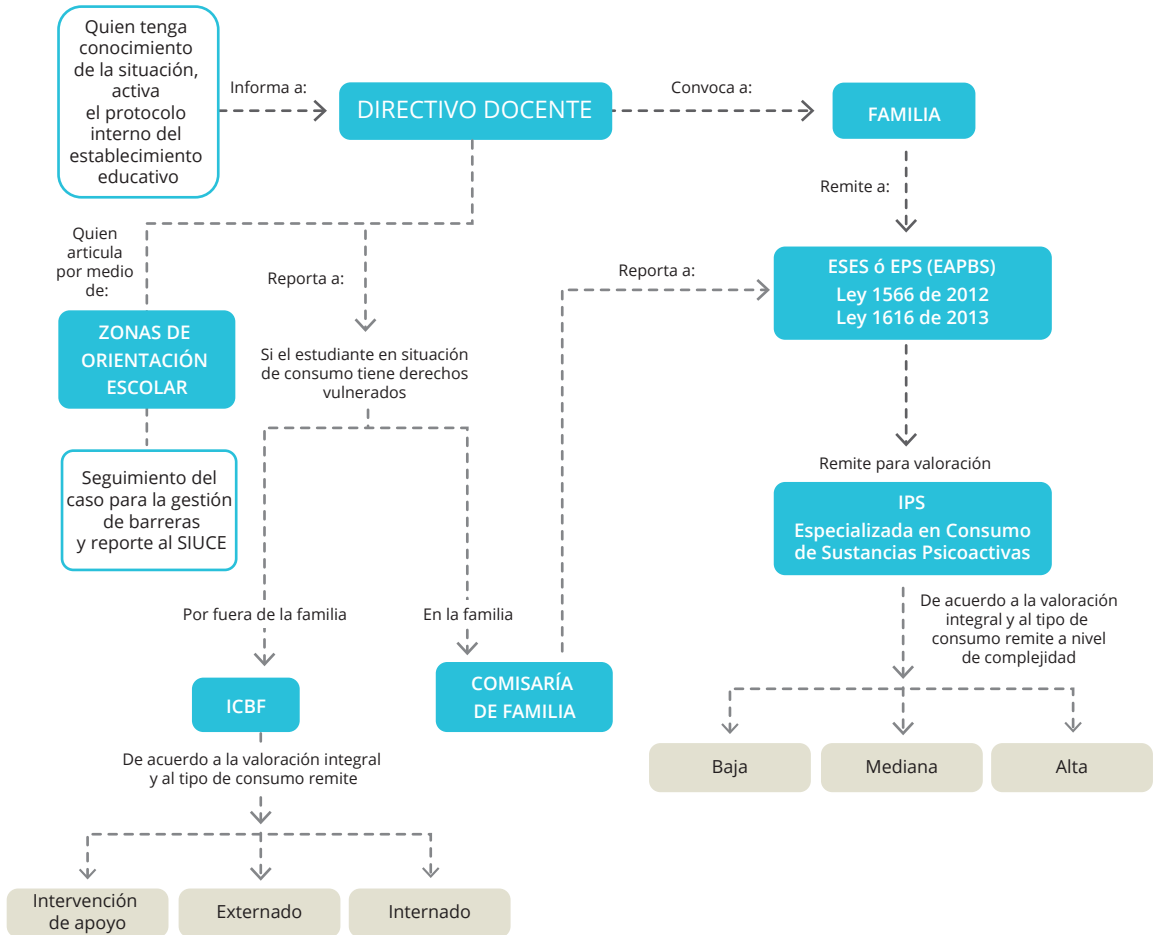 Quien tenga
conocimiento
de la situación,
activa
el protocolo
interno del
establecimiento
educativo
Informa a:
DIRECTIVO DOCENTE
Convoca a:
FAMILIA
Remite a:
Quien
articula
por medio
de:
Reporta a:
Reporta a:
ESES ó EPS (EAPBS)
Ley 1566 de 2012
Ley 1616 de 2013
ZONAS DE
ORIENTACIÓN
ESCOLAR
Si el estudiante en situación
de consumo tiene derechos
vulnerados
Seguimiento del
caso para la gestión
de barreras
y reporte al SIUCE
Remite para valoración
IPS
Especializada en Consumo
de Sustancias Psicoactivas
Por fuera de la familia
En la familia
De acuerdo a la valoración
integral y al tipo de
consumo remite a nivel
de complejidad
ICBF
COMISARÍA
DE FAMILIA
De acuerdo a la valoración integral
y al tipo de consumo remite
Baja
Mediana
Alta
Intervención
de apoyo
Externado
Internado